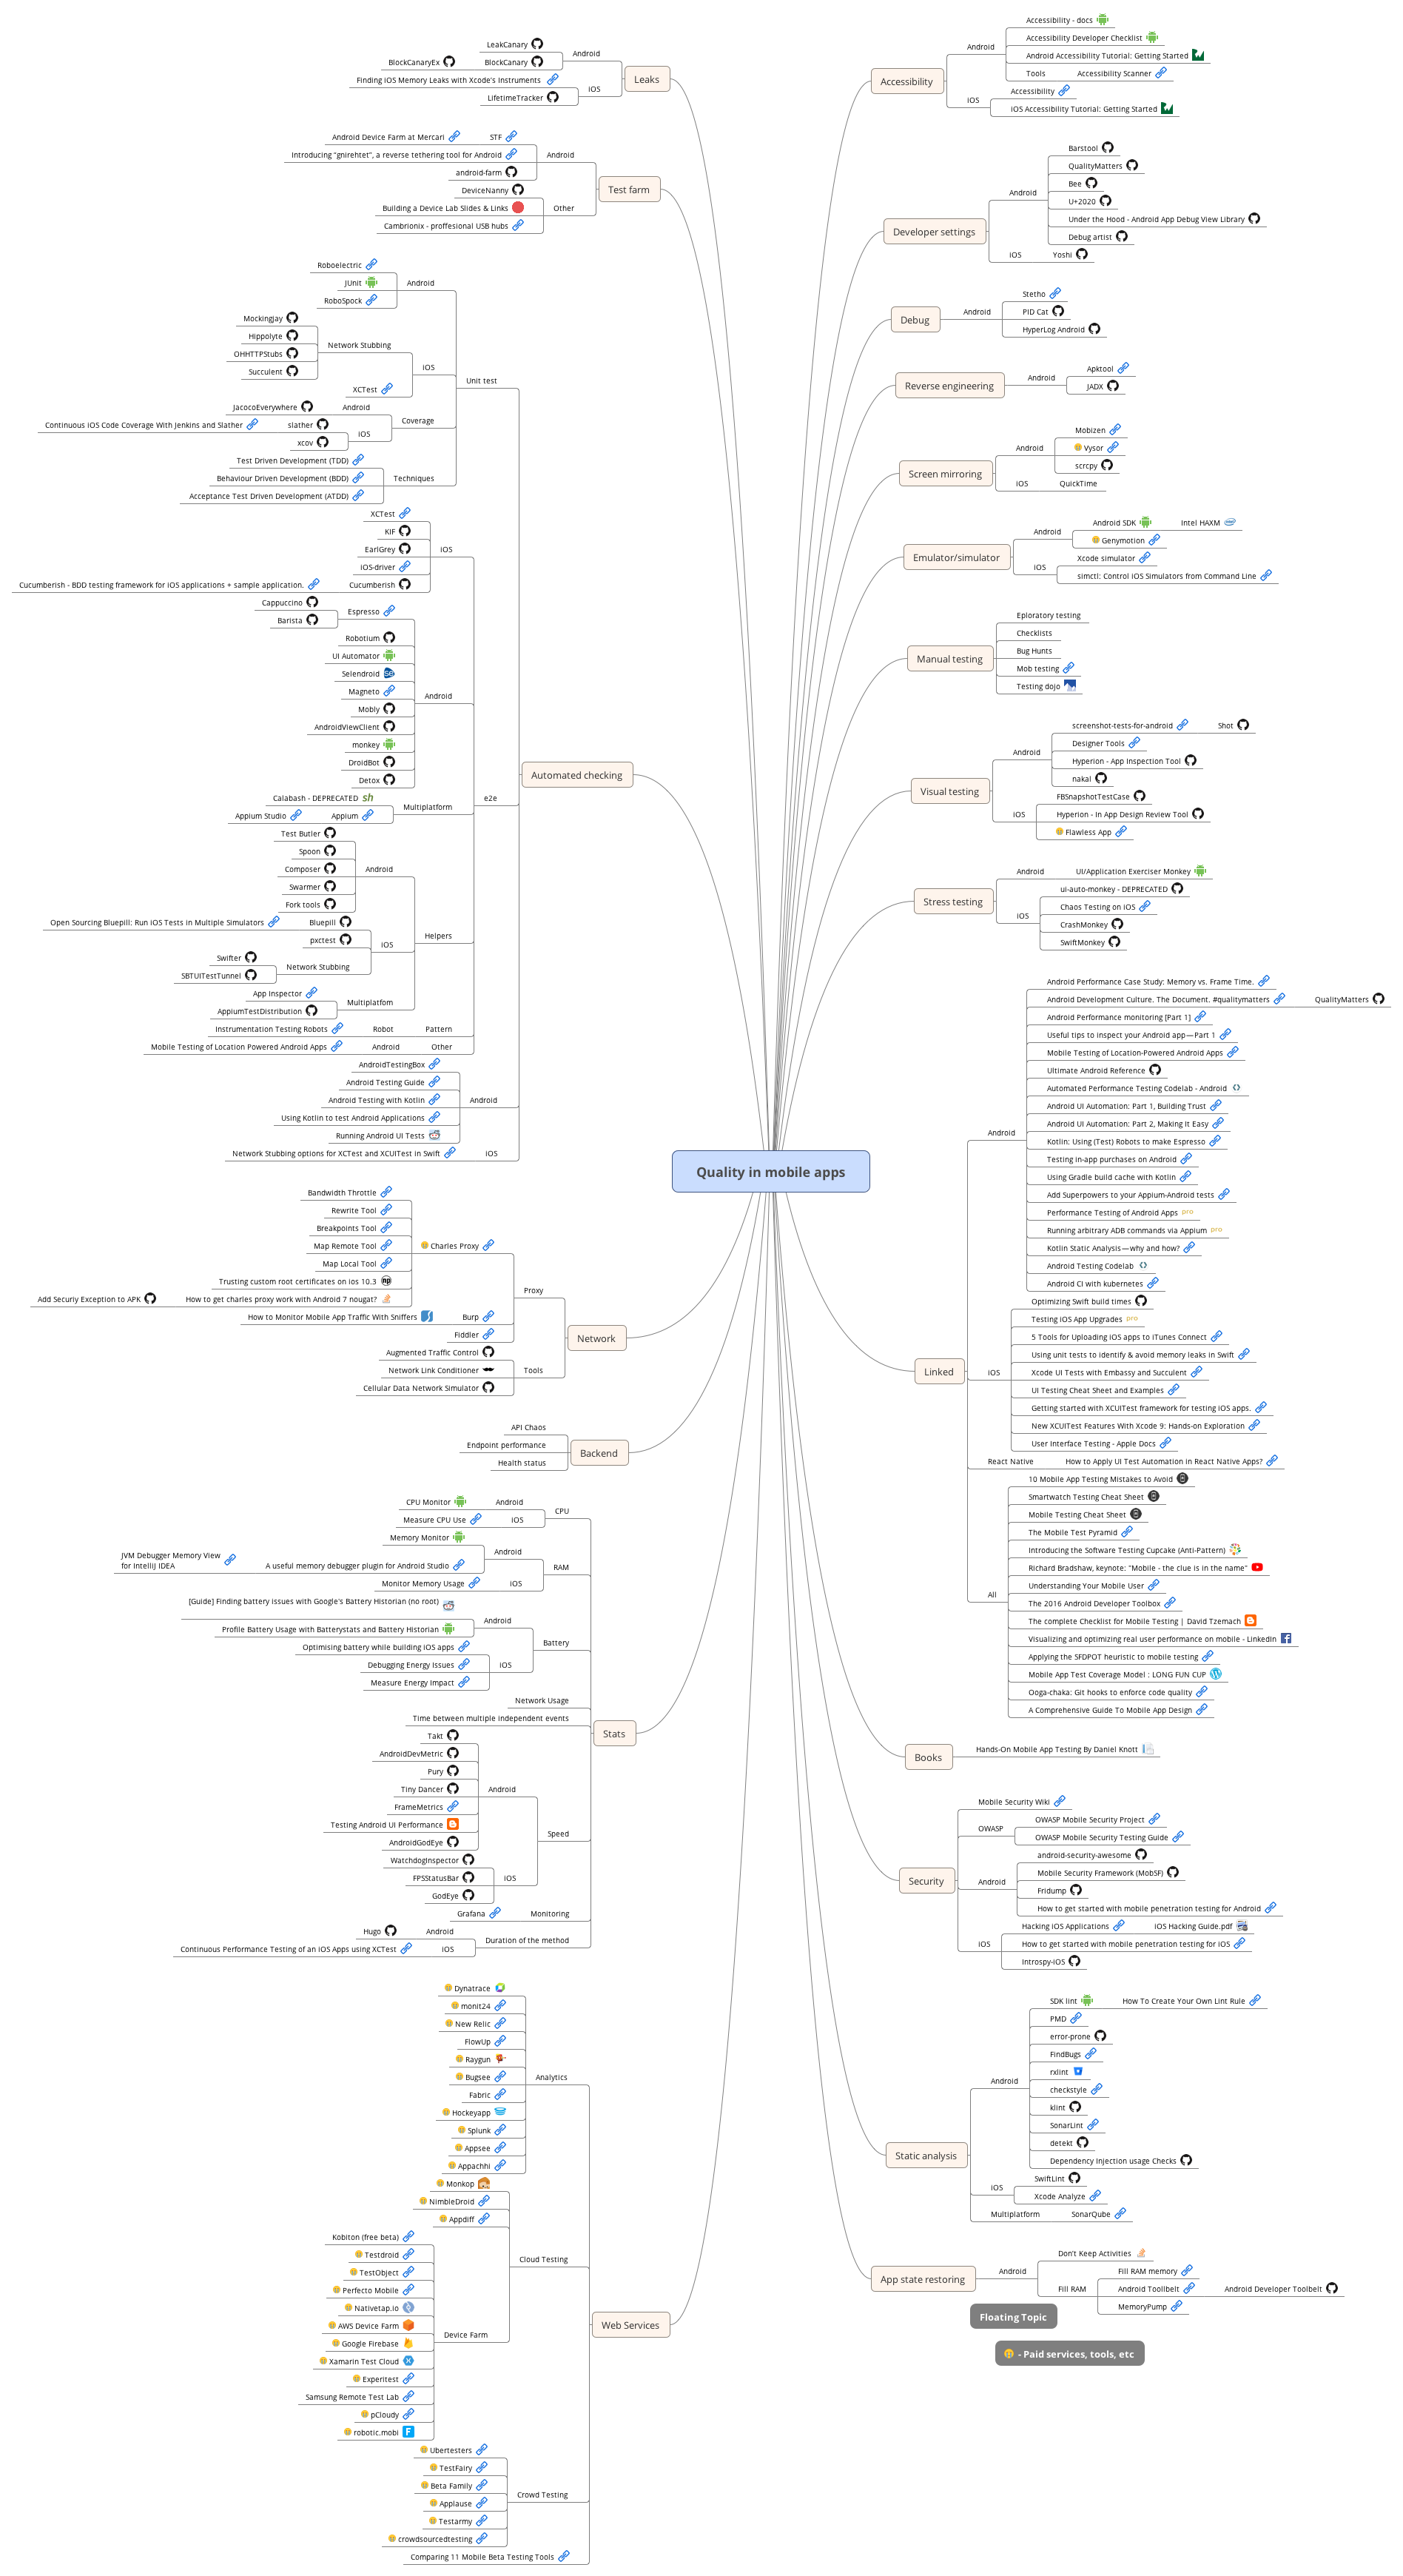 Quality in mobile apps
Leaks
Android
LeakCanary
BlockCanary
BlockCanaryEx
iOS
Finding iOS Memory Leaks with Xcode's Instruments
LifetimeTracker
Test farm
Android
STF
Android Device Farm at Mercari
Introducing "gnirehtet", a reverse tethering tool for Android
android-farm
Other
DeviceNanny
Building a Device Lab Slides & Links
Cambrionix - proffesional USB hubs
Automated checking
Unit test
Android
Roboelectric
JUnit
RoboSpock
iOS
Network Stubbing
Mockingjay
Hippolyte
OHHTTPStubs
Succulent
XCTest
Coverage
Android
JacocoEverywhere
iOS
slather
Continuous iOS Code Coverage With Jenkins and Slather
xcov
Techniques
Test Driven Development (TDD)
Behaviour Driven Development (BDD)
Acceptance Test Driven Development (ATDD)
e2e
iOS
XCTest
KIF
EarlGrey
iOS-driver
Cucumberish
Cucumberish - BDD testing framework for iOS applications + sample application.
Android
Espresso
Cappuccino
Barista
Robotium
UI Automator
Selendroid
Magneto
Mobly
AndroidViewClient
monkey
DroidBot
Detox
Multiplatform
Calabash - DEPRECATED
Appium
Appium Studio
Helpers
Android
Test Butler
Spoon
Composer
Swarmer
Fork tools
iOS
Bluepill
Open Sourcing Bluepill: Run iOS Tests in Multiple Simulators
pxctest
Network Stubbing
Swifter
SBTUITestTunnel
Multiplatfom
App Inspector
AppiumTestDistribution
Pattern
Robot
Instrumentation Testing Robots
Other
Android
Mobile Testing of Location Powered Android Apps
Android
AndroidTestingBox
Android Testing Guide
Android Testing with Kotlin
Using Kotlin to test Android Applications
Running Android UI Tests
iOS
Network Stubbing options for XCTest and XCUITest in Swift
Network
Proxy
Charles Proxy
Bandwidth Throttle
Rewrite Tool
Breakpoints Tool
Map Remote Tool
Map Local Tool
Trusting custom root certificates on ios 10.3
How to get charles proxy work with Android 7 nougat?
Add Securiy Exception to APK
Burp
How to Monitor Mobile App Traffic With Sniffers
Fiddler
Tools
Augmented Traffic Control
Network Link Conditioner
Cellular Data Network Simulator
Backend
API Chaos
Endpoint performance
Health status
Stats
CPU
Android
CPU Monitor
iOS
Measure CPU Use
RAM
Android
Memory Monitor
A useful memory debugger plugin for Android Studio
JVM Debugger Memory View
for IntelliJ IDEA
iOS
Monitor Memory Usage
Battery
Android
[Guide] Finding battery issues with Google's Battery Historian (no root)
Profile Battery Usage with Batterystats and Battery Historian
iOS
Optimising battery while building iOS apps
Debugging Energy Issues
Measure Energy Impact
Network Usage
Time between multiple independent events
Speed
Android
Takt
AndroidDevMetric
Pury
Tiny Dancer
FrameMetrics
Testing Android UI Performance
AndroidGodEye
iOS
WatchdogInspector
FPSStatusBar
GodEye
Monitoring
Grafana
Duration of the method
Android
Hugo
iOS
Continuous Performance Testing of an iOS Apps using XCTest
Web Services
Analytics
Dynatrace
monit24
New Relic
FlowUp
Raygun
Bugsee
Fabric
Hockeyapp
Splunk
Appsee
Appachhi
Cloud Testing
Monkop
NimbleDroid
Appdiff
Device Farm
Kobiton (free beta)
Testdroid
TestObject
Perfecto Mobile
Nativetap.io
AWS Device Farm
Google Firebase
Xamarin Test Cloud
Experitest
Samsung Remote Test Lab
pCloudy
robotic.mobi
Crowd Testing
Ubertesters
TestFairy
Beta Family
Applause
Testarmy
crowdsourcedtesting
Comparing 11 Mobile Beta Testing Tools
Accessibility
Android
Accessibility - docs
Accessibility Developer Checklist
Android Accessibility Tutorial: Getting Started
Tools
Accessibility Scanner
iOS
Accessibility
iOS Accessibility Tutorial: Getting Started
Developer settings
Android
Barstool
QualityMatters
Bee
U+2020
Under the Hood - Android App Debug View Library
Debug artist
iOS
Yoshi
Debug
Android
Stetho
PID Cat
HyperLog Android
Reverse engineering
Android
Apktool
JADX
Screen mirroring
Android
Mobizen
Vysor
scrcpy
iOS
QuickTime
Emulator/simulator
Android
Android SDK
Intel HAXM
Genymotion
iOS
Xcode simulator
simctl: Control iOS Simulators from Command Line
Manual testing
Eploratory testing
Checklists
Bug Hunts
Mob testing
Testing dojo
Visual testing
Android
screenshot-tests-for-android
Shot
Designer Tools
Hyperion - App Inspection Tool
nakal
iOS
FBSnapshotTestCase
Hyperion - In App Design Review Tool
Flawless App
Stress testing
Android
UI/Application Exerciser Monkey
iOS
ui-auto-monkey - DEPRECATED
Chaos Testing on iOS
CrashMonkey
SwiftMonkey
Linked
Android
Android Performance Case Study: Memory vs. Frame Time.
Android Development Culture. The Document. #qualitymatters
QualityMatters
Android Performance monitoring [Part 1]
Useful tips to inspect your Android app — Part 1
Mobile Testing of Location-Powered Android Apps
Ultimate Android Reference
Automated Performance Testing Codelab - Android
Android UI Automation: Part 1, Building Trust
Android UI Automation: Part 2, Making It Easy
Kotlin: Using (Test) Robots to make Espresso
Testing in-app purchases on Android
Using Gradle build cache with Kotlin
Add Superpowers to your Appium-Android tests
Performance Testing of Android Apps
Running arbitrary ADB commands via Appium
Kotlin Static Analysis — why and how?
Android Testing Codelab
Android CI with kubernetes
iOS
Optimizing Swift build times
Testing iOS App Upgrades
5 Tools for Uploading iOS apps to iTunes Connect
Using unit tests to identify & avoid memory leaks in Swift
Xcode UI Tests with Embassy and Succulent
UI Testing Cheat Sheet and Examples
Getting started with XCUITest framework for testing iOS apps.
New XCUITest Features With Xcode 9: Hands-on Exploration
User Interface Testing - Apple Docs
React Native
How to Apply UI Test Automation in React Native Apps?
All
10 Mobile App Testing Mistakes to Avoid
Smartwatch Testing Cheat Sheet
Mobile Testing Cheat Sheet
The Mobile Test Pyramid
Introducing the Software Testing Cupcake (Anti-Pattern)
Richard Bradshaw, keynote: "Mobile - the clue is in the name"
Understanding Your Mobile User
The 2016 Android Developer Toolbox
The complete Checklist for Mobile Testing | David Tzemach
Visualizing and optimizing real user performance on mobile - LinkedIn
Applying the SFDPOT heuristic to mobile testing
Mobile App Test Coverage Model : LONG FUN CUP
Ooga-chaka: Git hooks to enforce code quality
A Comprehensive Guide To Mobile App Design
Books
Hands-On Mobile App Testing By Daniel Knott
Security
Mobile Security Wiki
OWASP
OWASP Mobile Security Project
OWASP Mobile Security Testing Guide
Android
android-security-awesome
Mobile Security Framework (MobSF)
Fridump
How to get started with mobile penetration testing for Android
iOS
Hacking iOS Applications
iOS Hacking Guide.pdf
How to get started with mobile penetration testing for iOS
Introspy-iOS
Static analysis
Android
SDK lint
How To Create Your Own Lint Rule
PMD
error-prone
FindBugs
rxlint
checkstyle
klint
SonarLint
detekt
Dependency Injection usage Checks
iOS
SwiftLint
Xcode Analyze
Multiplatform
SonarQube
App state restoring
Android
Don't Keep Activities
Fill RAM
Fill RAM memory
Android Toollbelt
Android Developer Toolbelt
MemoryPump
Floating Topic
- Paid services, tools, etc